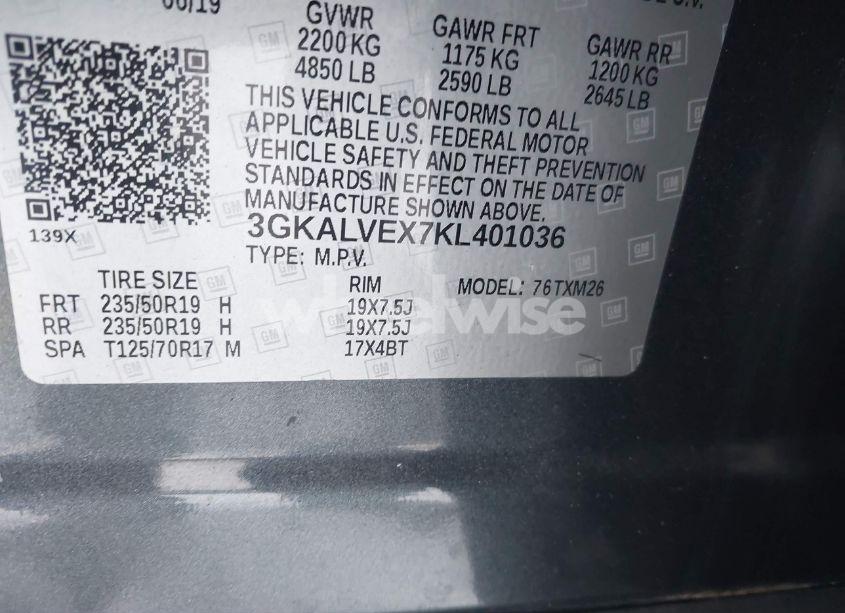 06/19
GVWR GAWR FRT GAWR RR
2200 KG 1175 KG 1200 KG
4850 LB 2590 LB 2645 LB
THIS VEHICLE CONFORMS TO ALL
APPLICABLE U.S. FEDERAL MOTOR
VEHICLE SAFETY AND THEFT PREVENTION
STANDARDS IN EFFECT ON THE DATE OF
MANUFACTURE SHOWN ABOVE.
139X
3GKALVEX7KL401036
TYPE: M.P.V.
TIRE SIZE RIM MODEL: 76TXM26
FRT 235/50R19 H 19X7.5J
RR 235/50R19 H 19X7.5J
SPA T125/70R17 M 17X4BT
wheelwise